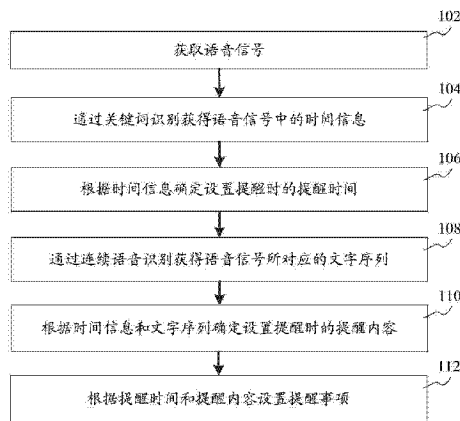 102
获取语音信号
104
通过关键词识别获得语音信号中的时间信息
106
根据时间信息确定设置提醒时的提醒时间
108
通过连续语音识别获得语音信号所对应的文字序列
110
根据时间信息和文字序列确定设置提醒时的提醒内容
112
根据提醒时间和提醒内容设置提醒事项